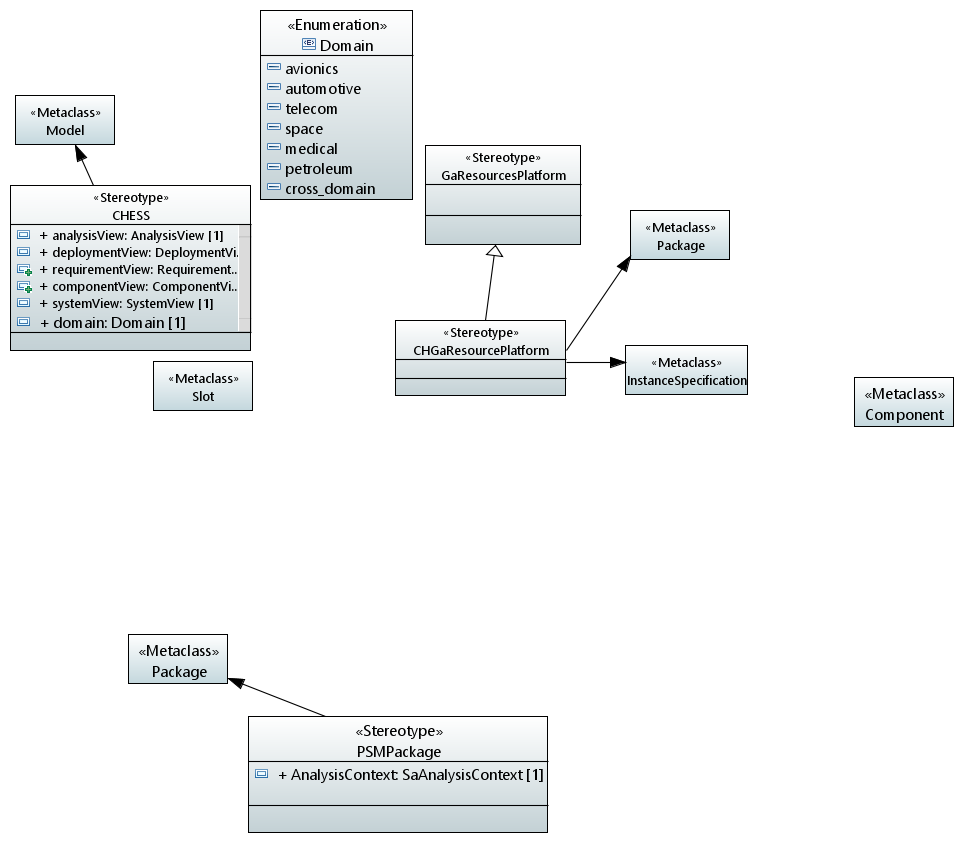 «Enumeration»
Domain
avionics
automotive
telecom
space
medical
petroleum
cross_domain
«Metaclass»
Model
«Stereotype»
CHESS
+ analysisView: AnalysisView [1]
+ deploymentView: DeploymentVi..
+ requirementView: Requirement..
+ componentView: ComponentVi..
+ systemView: SystemView [1]
+ domain: Domain [1]
«Metaclass»
Slot
«Stereotype»
GaResourcesPlatform
«Metaclass»
Package
«Stereotype»
CHGaResourcePlatform
«Metaclass»
InstanceSpecification
«Metaclass»
Component
«Metaclass»
Package
«Stereotype»
PSMPackage
+ AnalysisContext: SaAnalysisContext [1]